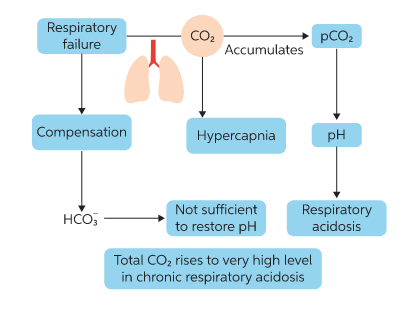 Respiratory
failure
CO₂
Accumulates
pCO₂
Compensation
Hypercapnia
pH
HCO₃⁻
Not sufficient
to restore pH
Respiratory
acidosis
Total CO₂ rises to very high level
in chronic respiratory acidosis